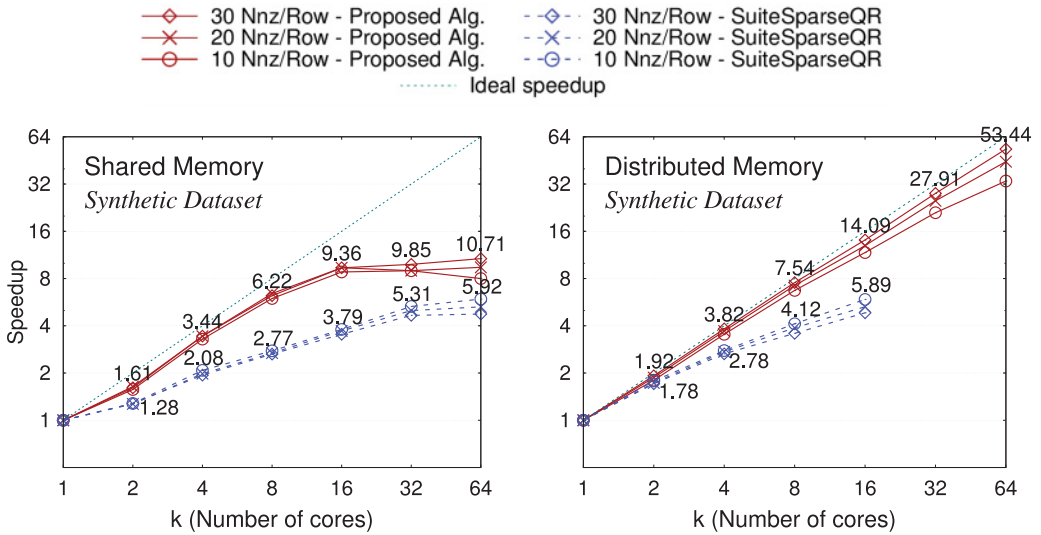 30 Nnz/Row - Proposed Alg.
20 Nnz/Row - Proposed Alg.
10 Nnz/Row - Proposed Alg.
30 Nnz/Row - SuiteSparseQR
20 Nnz/Row - SuiteSparseQR
10 Nnz/Row - SuiteSparseQR
Ideal speedup
Shared Memory
Synthetic Dataset
Speedup
64
32
16
8
4
2
1
1.61
3.44
6.22
9.36
9.85
10.71
1.28
2.08
2.77
3.79
5.31
5.92
1 2 4 8 16 32 64
k (Number of cores)
Distributed Memory
Synthetic Dataset
64
32
16
8
4
2
1
1.92
3.82
7.54
14.09
27.91
53.44
1.78
2.78
4.12
5.89
1 2 4 8 16 32 64
k (Number of cores)